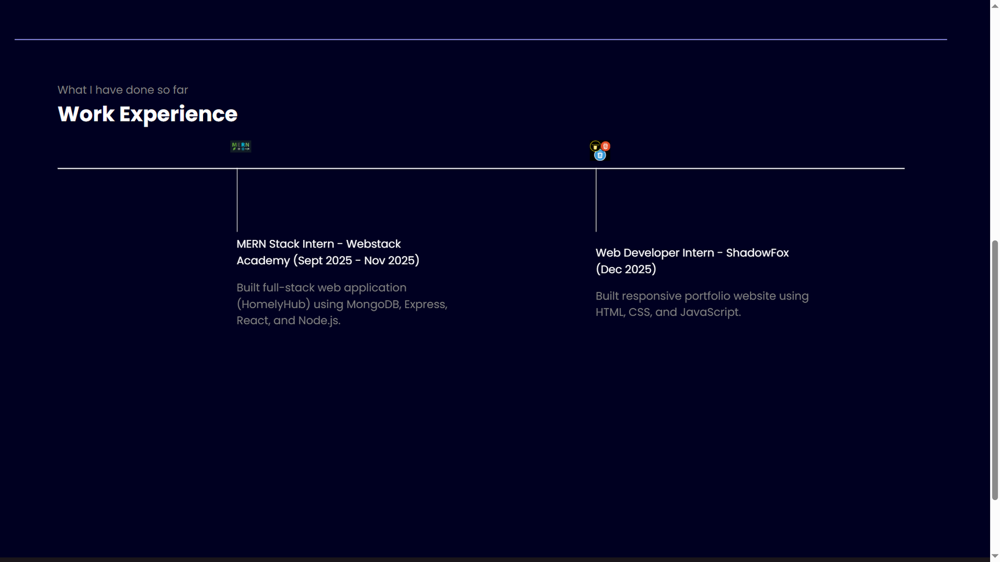 What I have done so far
Work Experience
MERN
MERN Stack Intern - Webstack
Academy (Sept 2025 - Nov 2025)
Built full-stack web application
(HomelyHub) using MongoDB, Express,
React, and Node.js.
Web Developer Intern - ShadowFox
(Dec 2025)
Built responsive portfolio website using
HTML, CSS, and JavaScript.